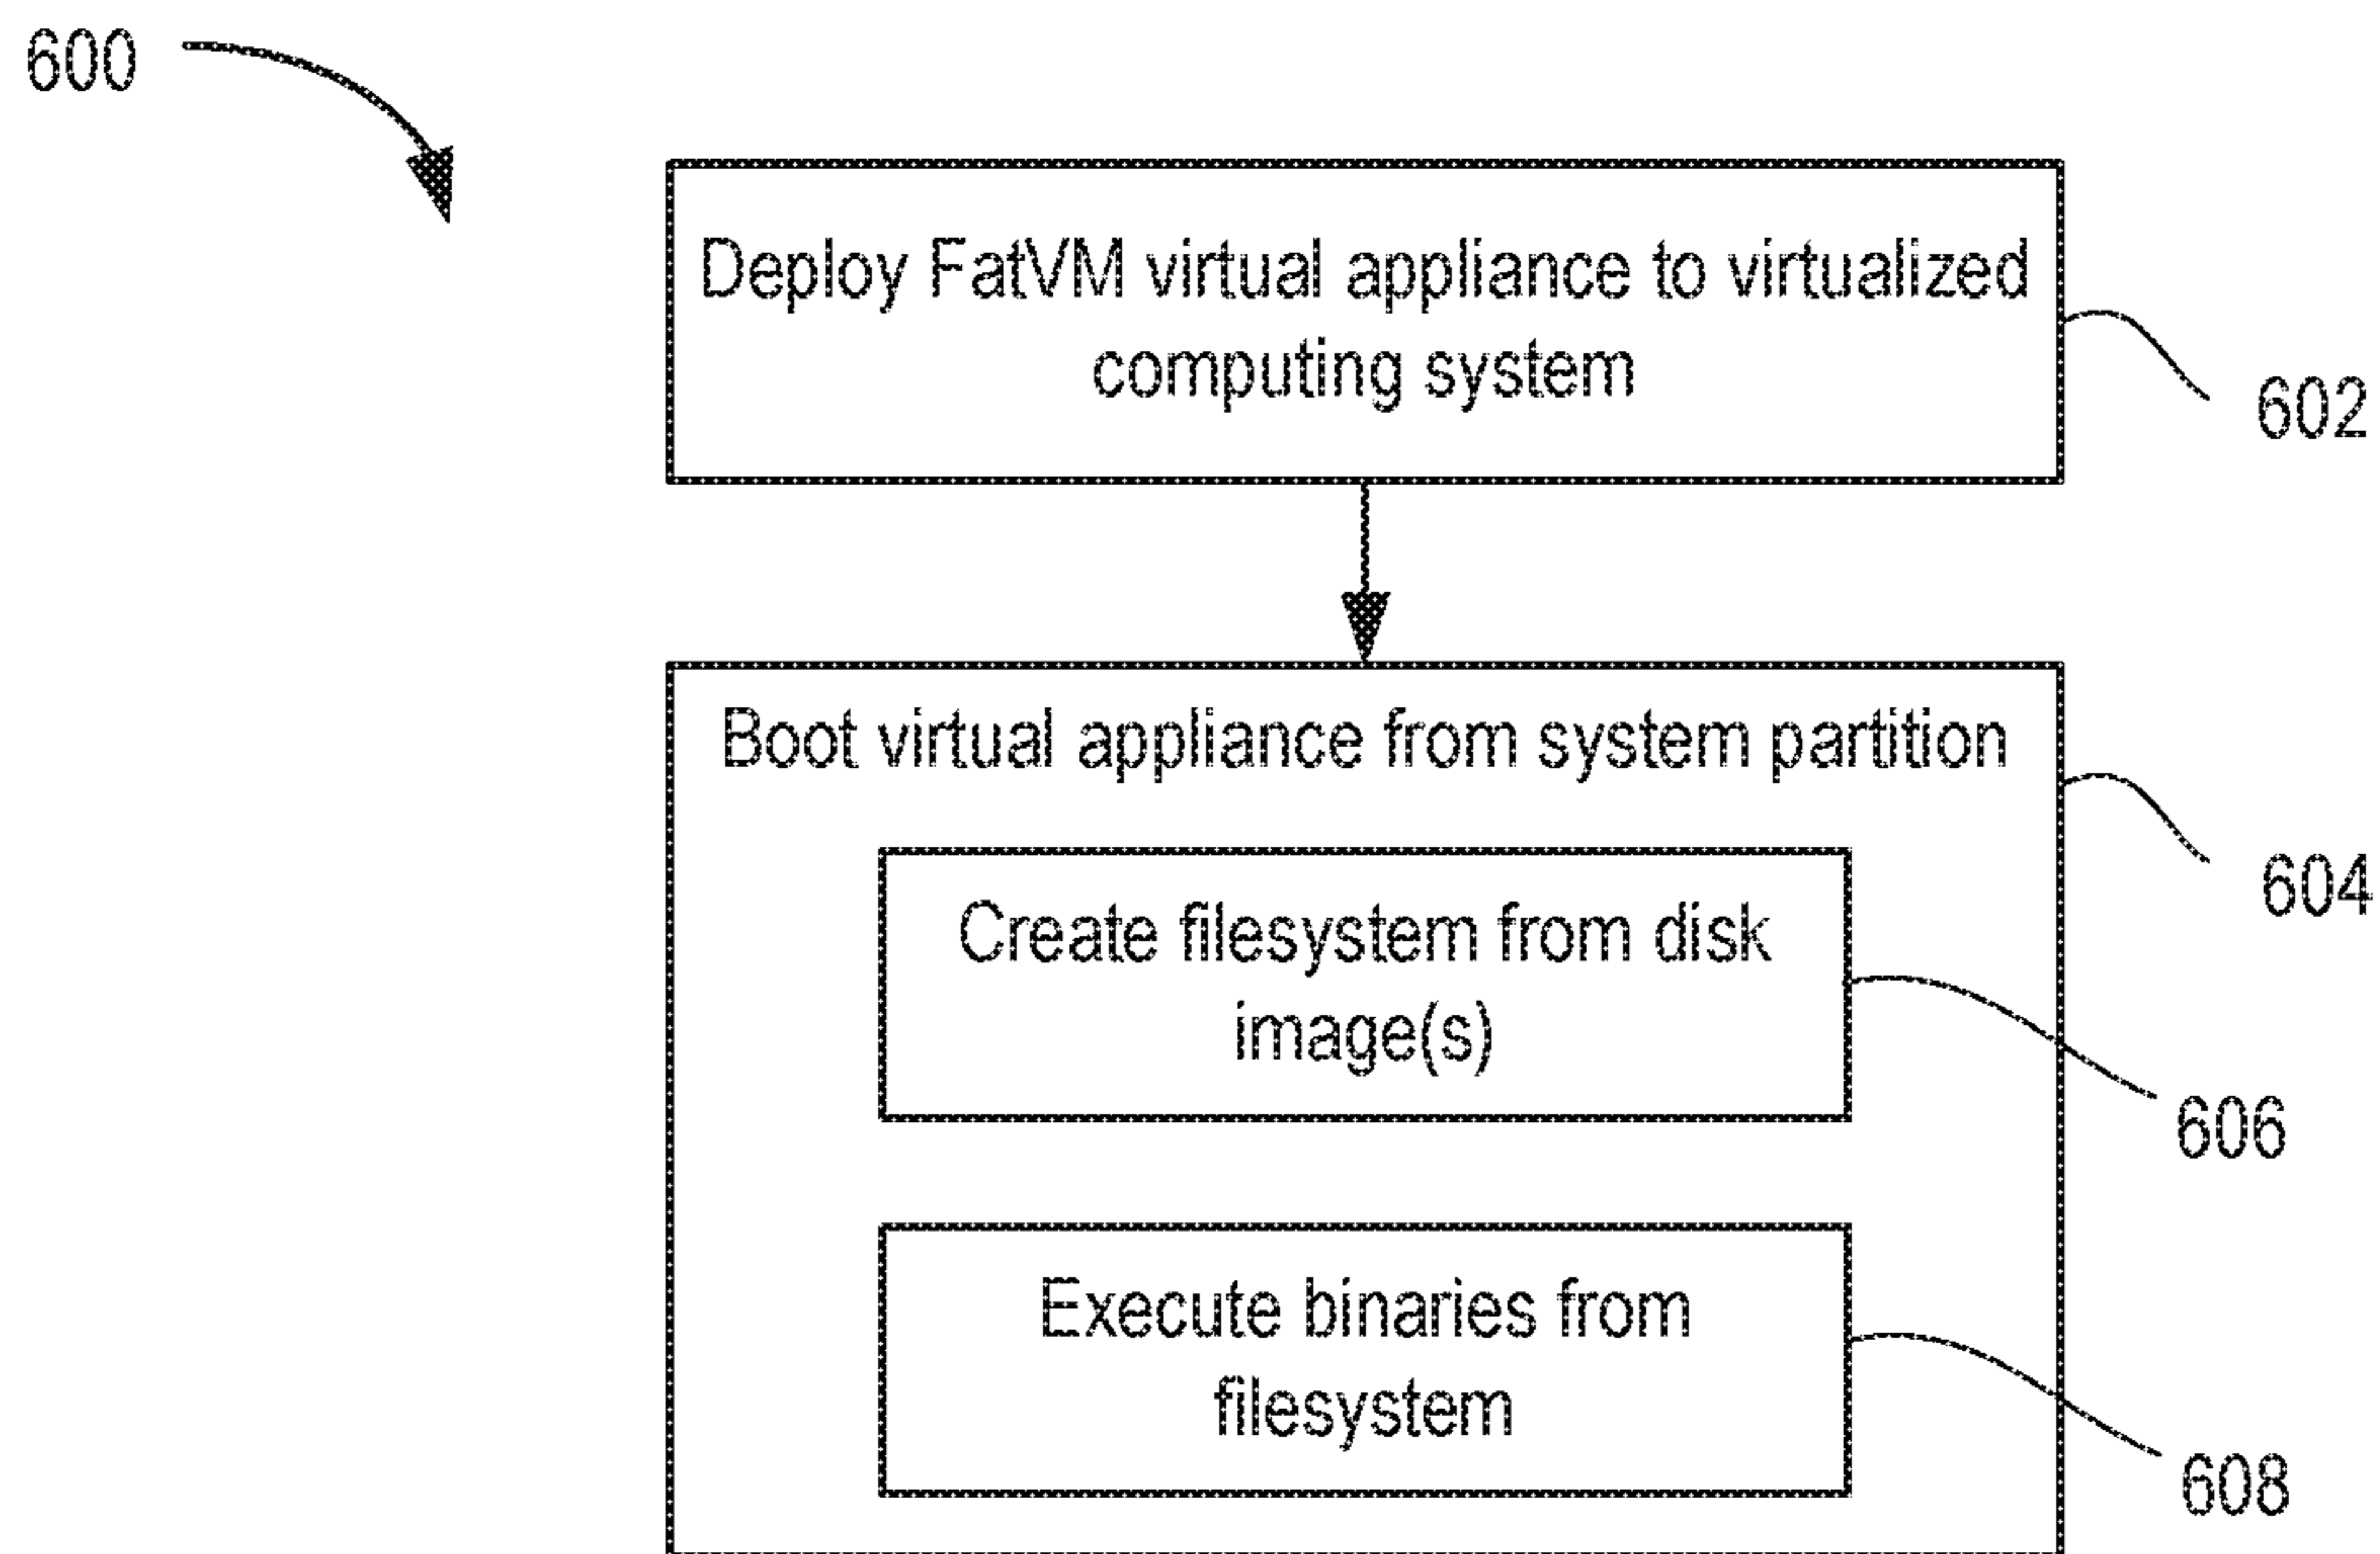 600
Deploy FatVM virtual appliance to virtualized
computing system
602
Boot virtual appliance from system partition
604
Create filesystem from disk
image(s)
606
Execute binaries from
filesystem
608